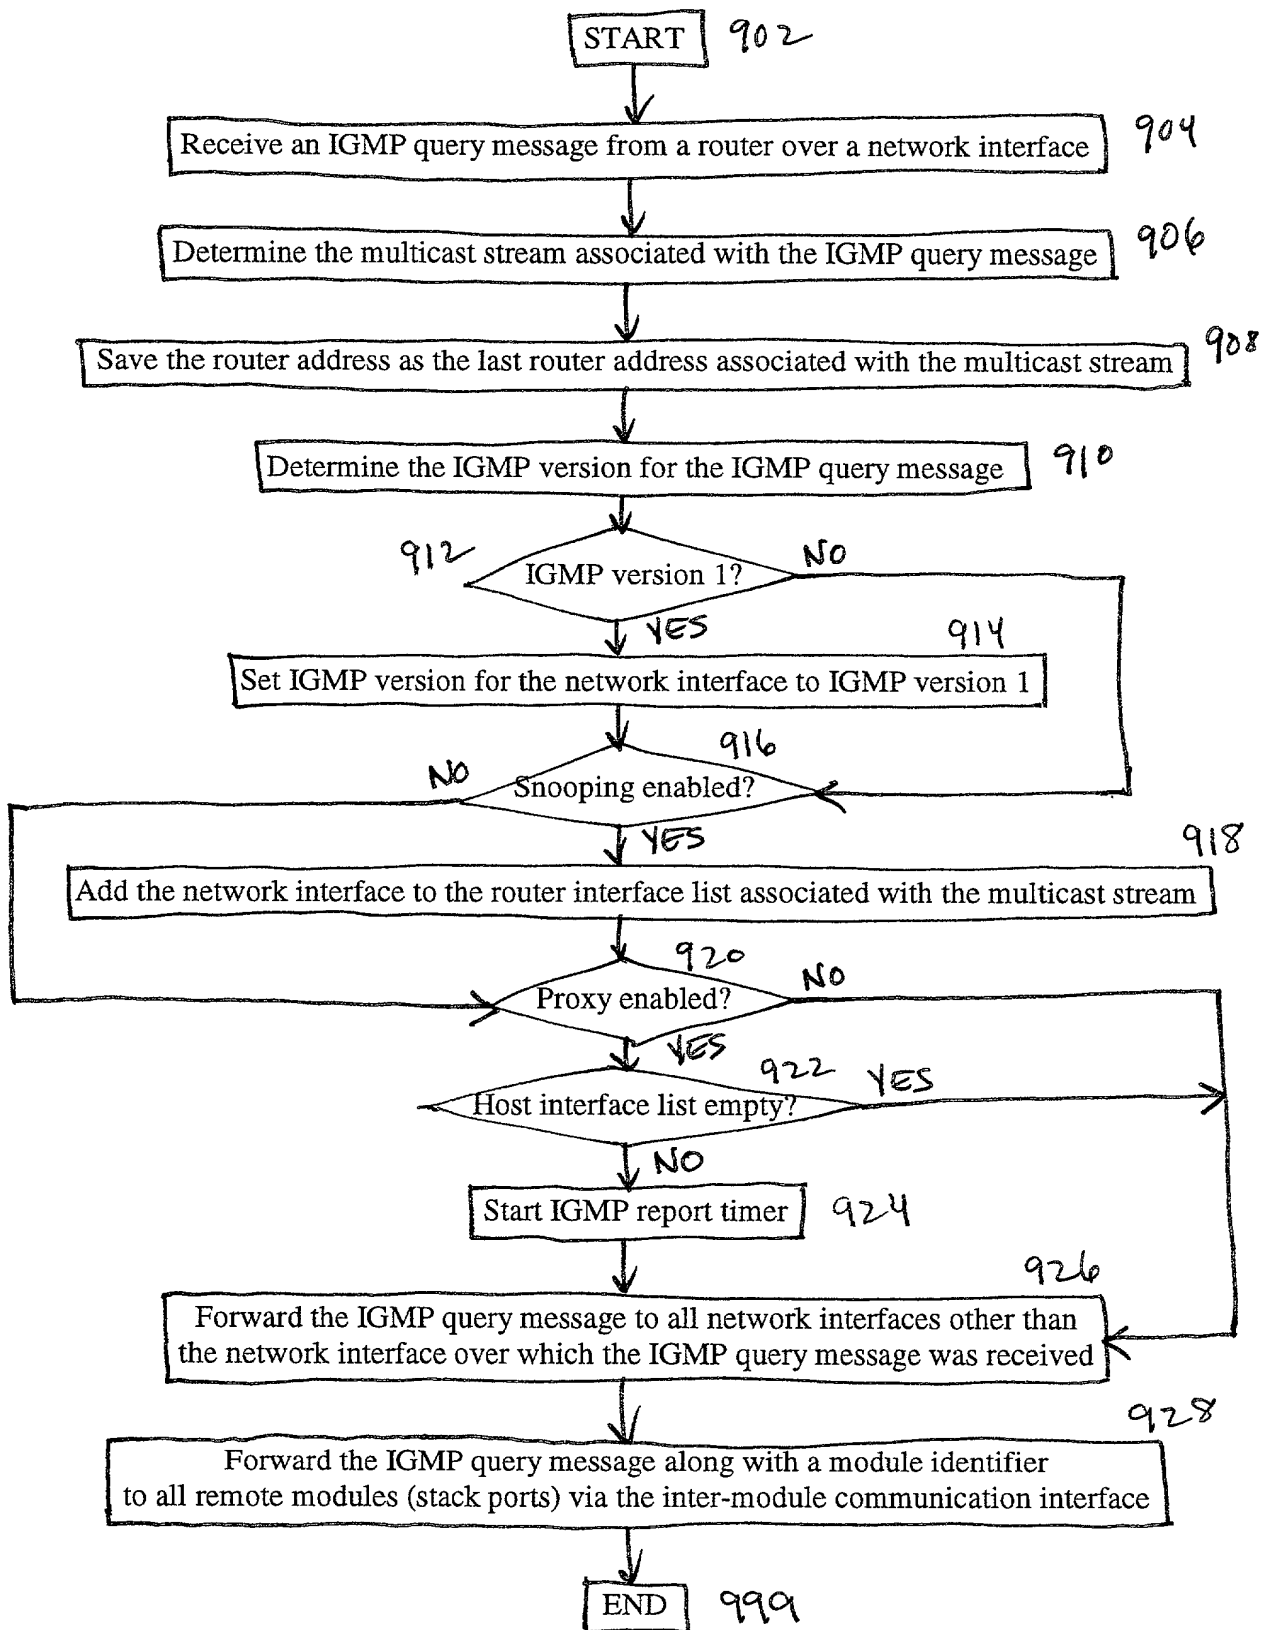 START 902
Receive an IGMP query message from a router over a network interface 904
Determine the multicast stream associated with the IGMP query message 906
Save the router address as the last router address associated with the multicast stream 908
Determine the IGMP version for the IGMP query message 910
912 IGMP version 1? NO
YES 914
Set IGMP version for the network interface to IGMP version 1
916
NO Snooping enabled?
YES 918
Add the network interface to the router interface list associated with the multicast stream
920
Proxy enabled? NO
YES
922 YES
Host interface list empty?
NO
Start IGMP report timer 924
926
Forward the IGMP query message to all network interfaces other than
the network interface over which the IGMP query message was received
928
Forward the IGMP query message along with a module identifier
to all remote modules (stack ports) via the inter-module communication interface
END 999